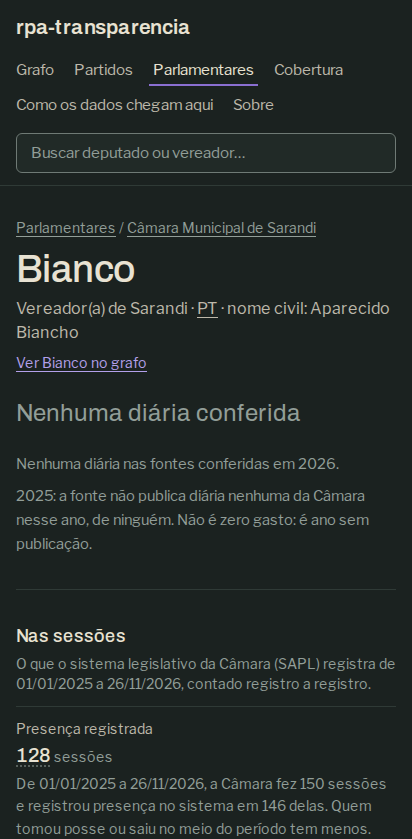 rpa-transparencia
Grafo Partidos Parlamentares Cobertura
Como os dados chegam aqui Sobre
Buscar deputado ou vereador...
Parlamentares / Câmara Municipal de Sarandi
Bianco
Vereador(a) de Sarandi · PT · nome civil: Aparecido
Biancho
Ver Bianco no grafo
Nenhuma diária conferida
Nenhuma diária nas fontes conferidas em 2026.
2025: a fonte não publica diária nenhuma da Câmara
nesse ano, de ninguém. Não é zero gasto: é ano sem
publicação.
Nas sessões
O que o sistema legislativo da Câmara (SAPL) registra de
01/01/2025 a 26/11/2026, contado registro a registro.
Presença registrada
128 sessões
De 01/01/2025 a 26/11/2026, a Câmara fez 150 sessões
e registrou presença no sistema em 146 delas. Quem
tomou posse ou saiu no meio do período tem menos.